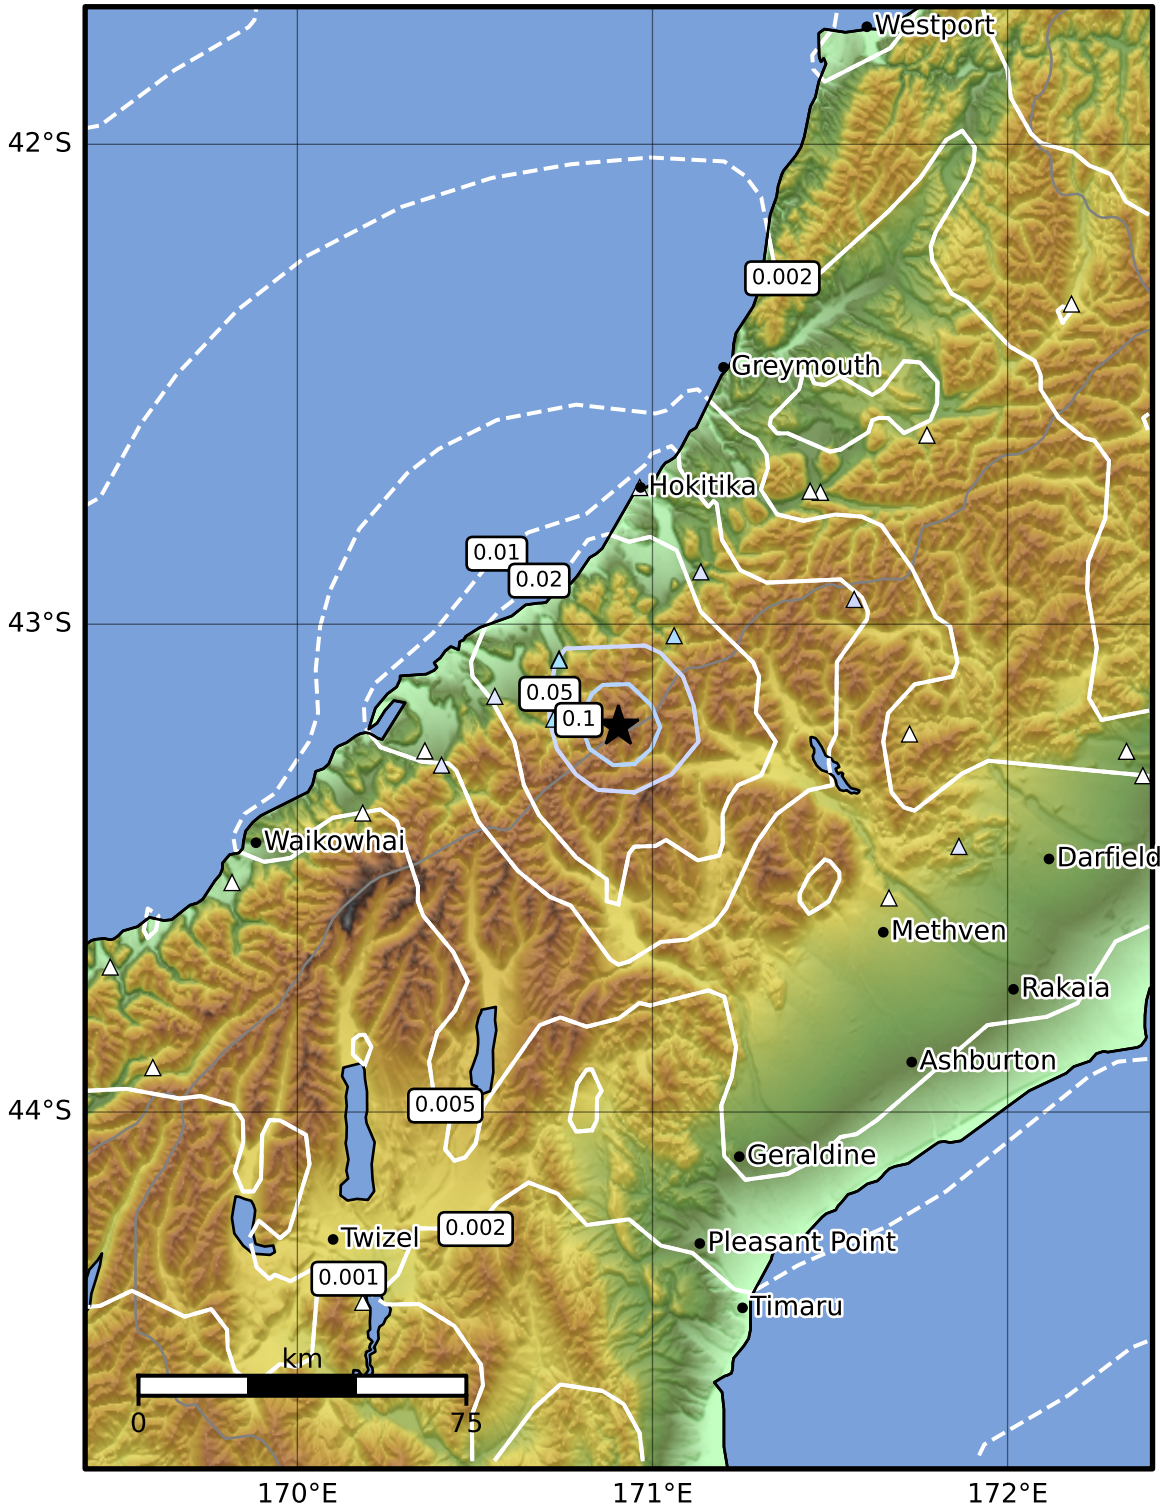 Westport
42°S
0.002
Greymouth
Hokitika
0.01
0.02
43°S
0.05
0.1
Waikowhai
Darfield
Methven
Rakaia
Ashburton
0.005
44°S
Geraldine
0.002
Twizel
Pleasant Point
0.001
Timaru
km
0
75
170°E
171°E
172°E